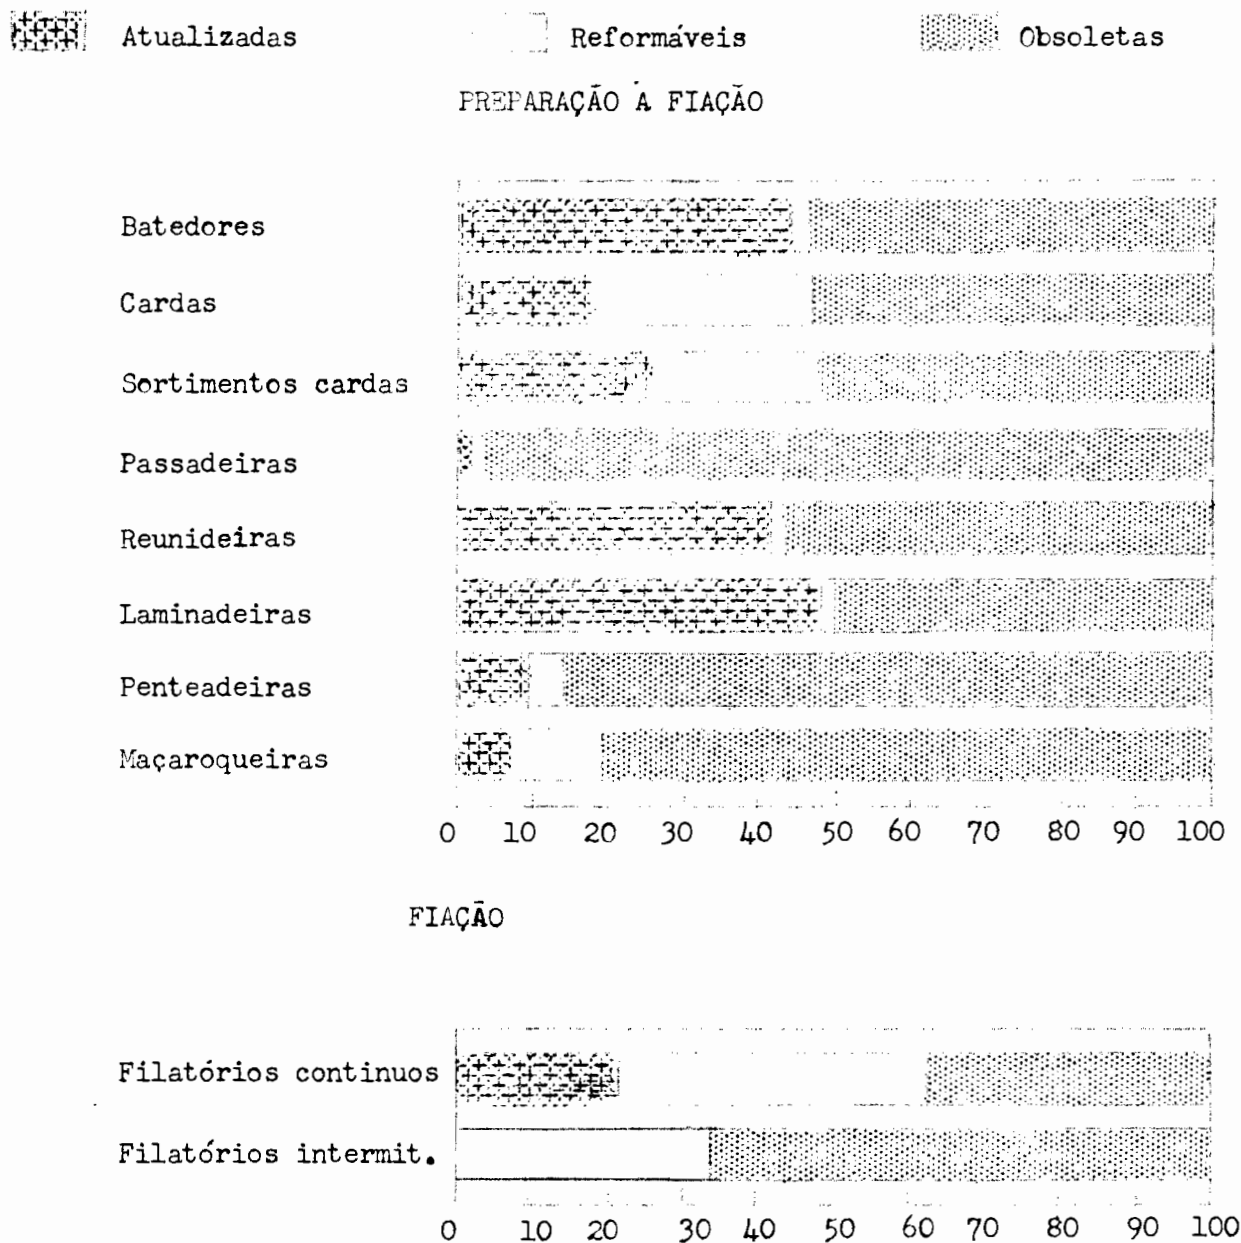 Atualizadas Reformáveis Obsoletas
PREPARAÇÃO À FIAÇÃO
Batedores
Cardas
Sortimentos cardas
Passadeiras
Reunideiras
Laminadeiras
Penteadeiras
Maçaroqueiras
0 10 20 30 40 50 60 70 80 90 100
FIAÇÃO
Filatórios continuos
Filatórios intermit.
0 10 20 30 40 50 60 70 80 90 100